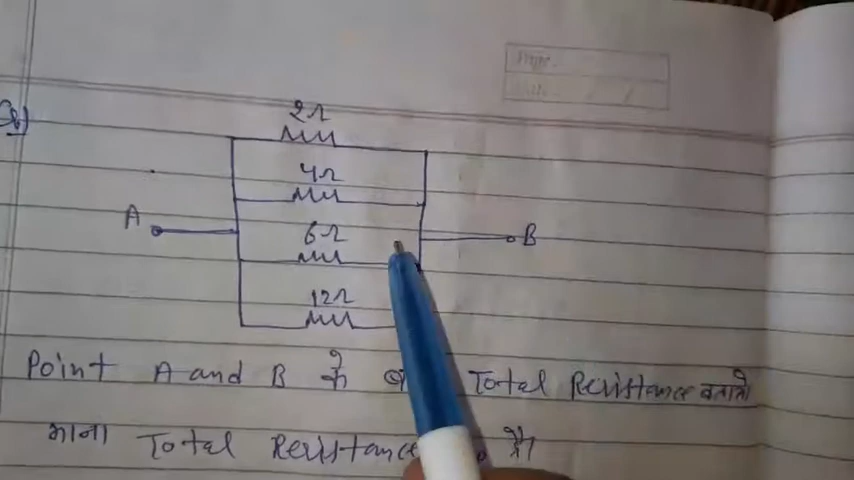 2Ω
4Ω
A
6Ω
B
12Ω
Point A and B के Total Resistance बताओ
माना Total Resistance है